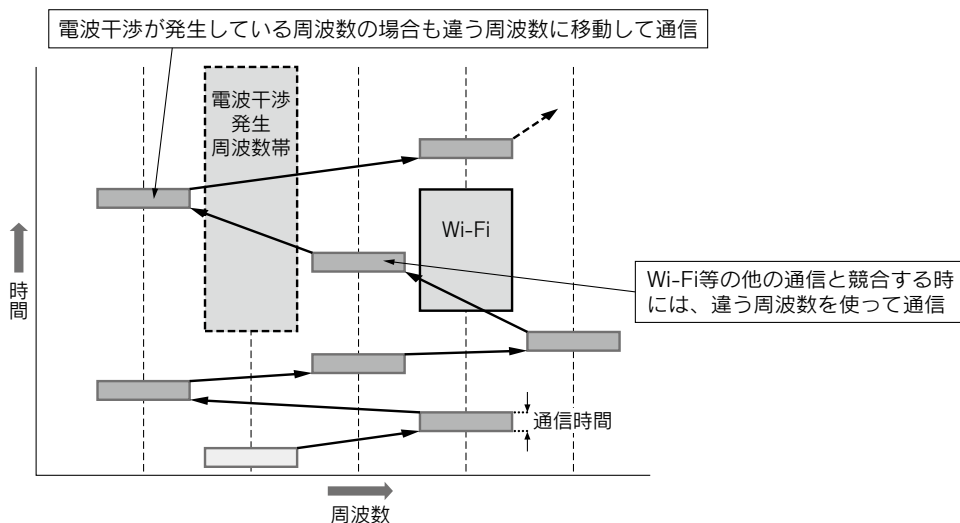 電波干渉が発生している周波数の場合も違う周波数に移動して通信
電波干渉
発生
周波数帯
Wi-Fi
Wi-Fi等の他の通信と競合する時
には、違う周波数を使って通信
時間
通信時間
周波数